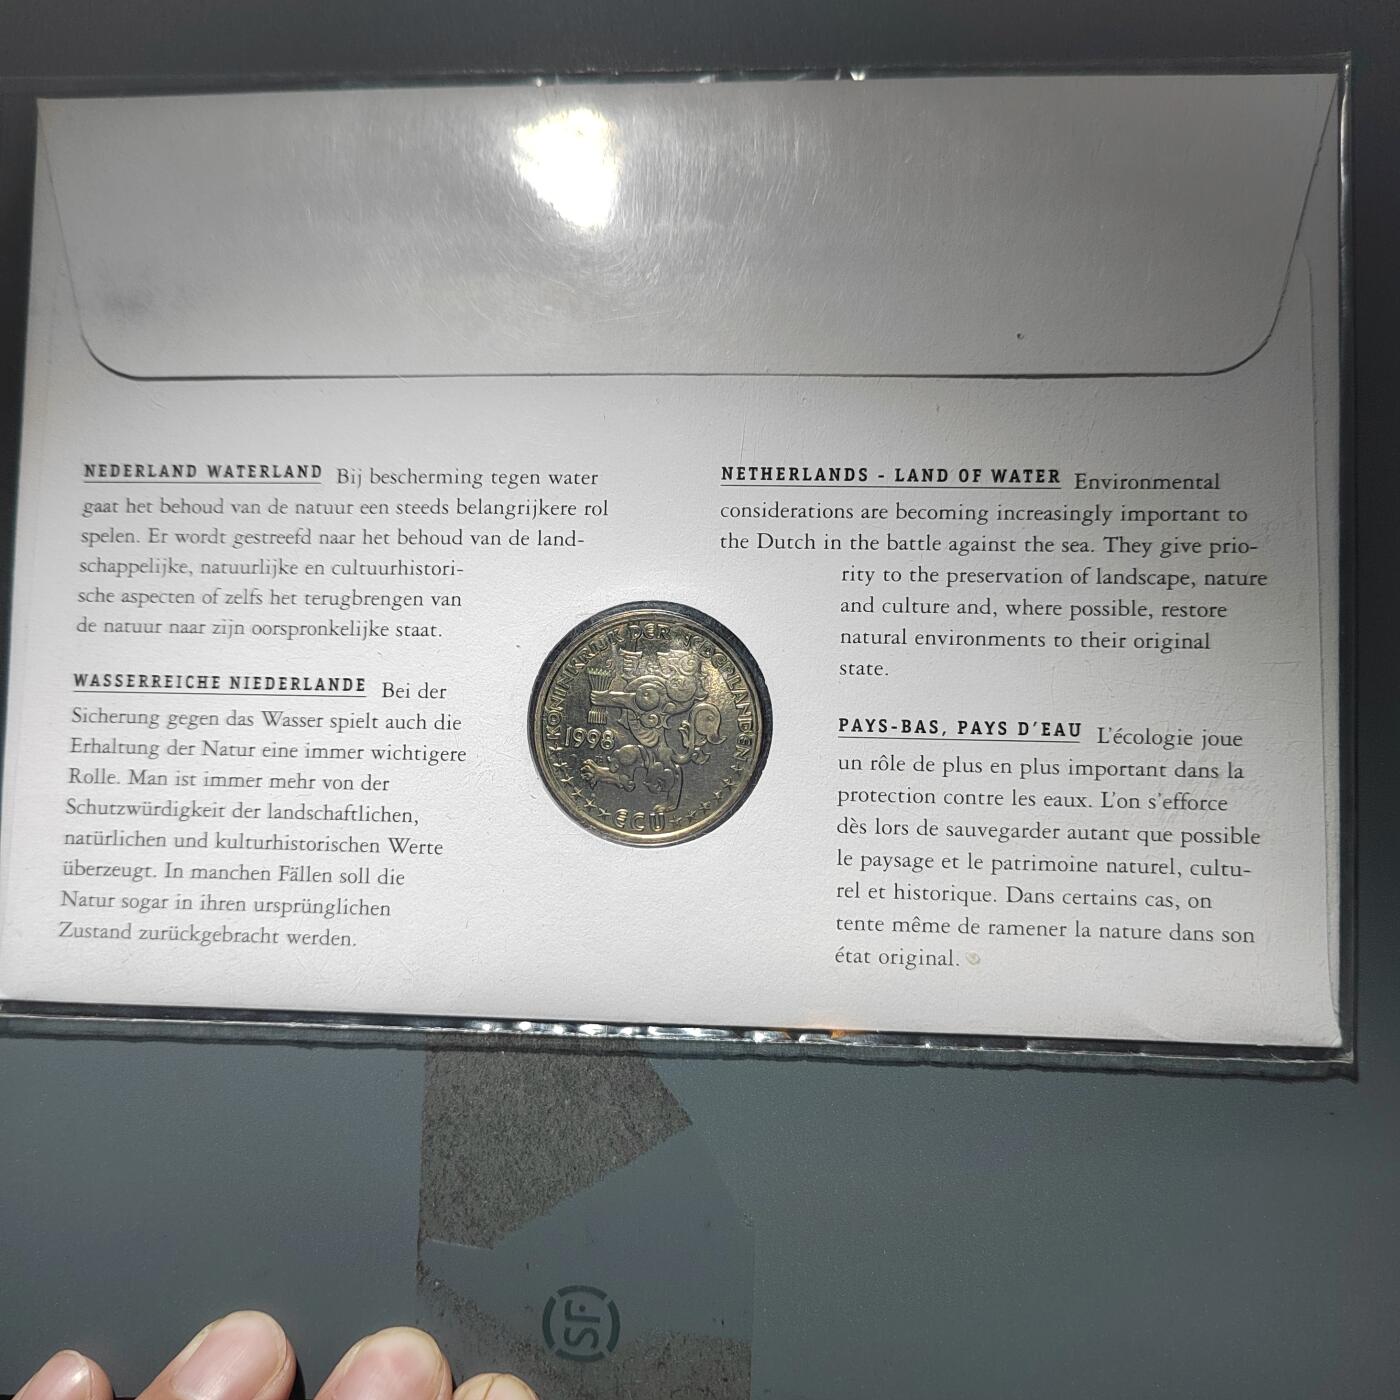 NEDERLAND WATERLAND Bij bescherming tegen water
gaat het behoud van de natuur een steeds belangrijkere rol
spelen. Er wordt gestreefd naar het behoud van de land-
schappelijke, natuurlijke en cultuurhistori-
sche aspecten of zelfs het terugbrengen van
de natuur naar zijn oorspronkelijke staat.
WASSERREICHE NIEDERLANDE Bei der
Sicherung gegen das Wasser spielt auch die
Erhaltung der Natur eine immer wichtigere
Rolle. Man ist immer mehr von der
Schutzwürdigkeit der landschaftlichen,
natürlichen und kulturhistorischen Werte
überzeugt. In manchen Fällen soll die
Natur sogar in ihren ursprünglichen
Zustand zurückgebracht werden.
KONINKRIJK DER NEDERLANDEN
1998
ECU
NETHERLANDS - LAND OF WATER Environmental
considerations are becoming increasingly important to
the Dutch in the battle against the sea. They give prio-
rity to the preservation of landscape, nature
and culture and, where possible, restore
natural environments to their original
state.
PAYS-BAS, PAYS D'EAU L'écologie joue
un rôle de plus en plus important dans la
protection contre les eaux. L'on s'efforce
dès lors de sauvegarder autant que possible
le paysage et le patrimoine naturel, cultu-
rel et historique. Dans certains cas, on
tente même de ramener la nature dans son
état original.
SF